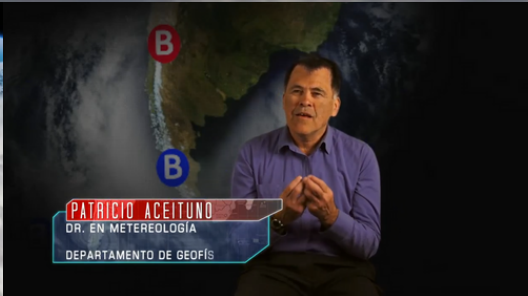 B
B
PATRICIO ACEITUNO
DR. EN METEREOLOGÍA
DEPARTAMENTO DE GEOFÍS